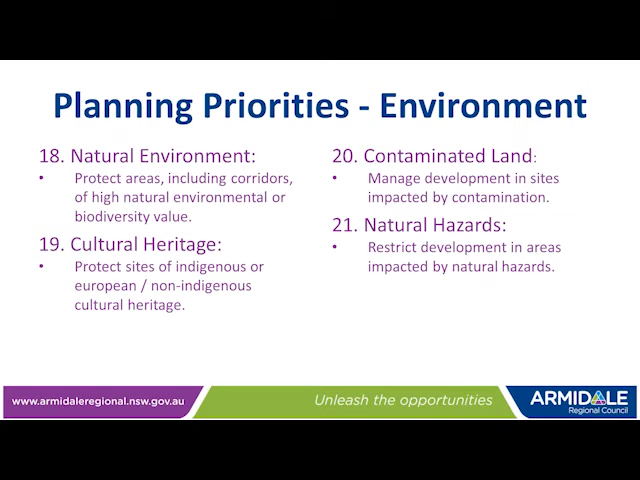 Planning Priorities - Environment
18. Natural Environment:
• Protect areas, including corridors,
of high natural environmental or
biodiversity value.
19. Cultural Heritage:
• Protect sites of indigenous or
european / non-indigenous
cultural heritage.
20. Contaminated Land:
• Manage development in sites
impacted by contamination.
21. Natural Hazards:
• Restrict development in areas
impacted by natural hazards.
www.armidaleregional.nsw.gov.au
Unleash the opportunities
ARMIDALE
Regional Council